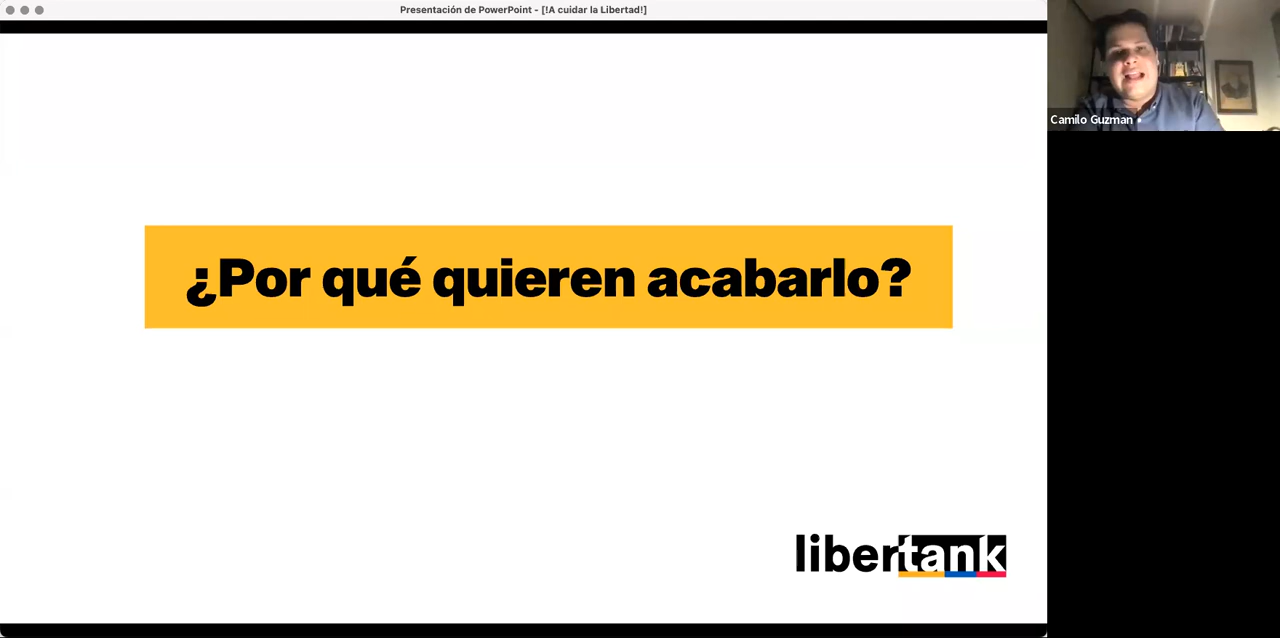 Presentación de PowerPoint - [!A cuidar la Libertad!]
Camilo Guzman
¿Por qué quieren acabarlo?
libertank